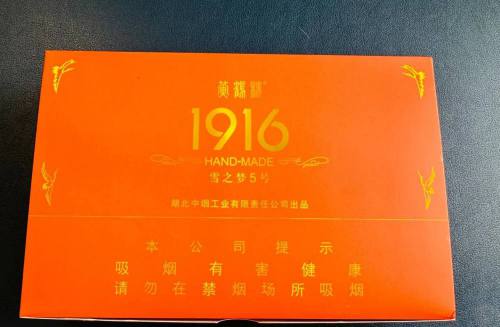 黄鹤楼
1916
HAND-MADE
雪之梦5号
湖北中烟工业有限责任公司出品
本公司提示
吸烟有害健康
请勿在禁烟场所吸烟